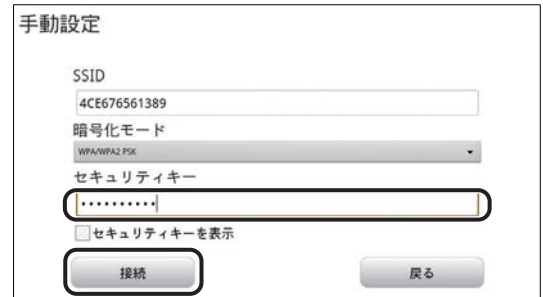 手動設定
SSID
4CE676561389
暗号化モード
WPA/WPA2 PSK
セキュリティキー
••••••••••
セキュリティキーを表示
接続 戻る